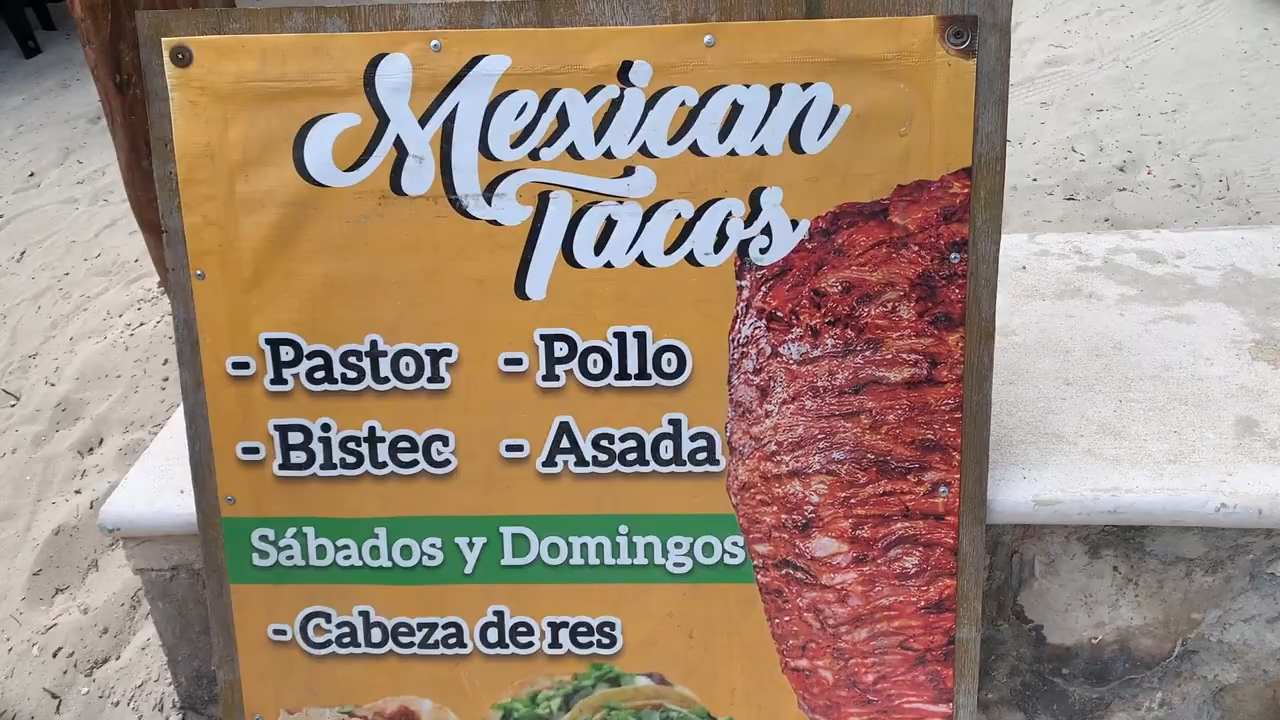 Mexican
Tacos
- Pastor - Pollo
- Bistec - Asada
Sábados y Domingos
- Cabeza de res